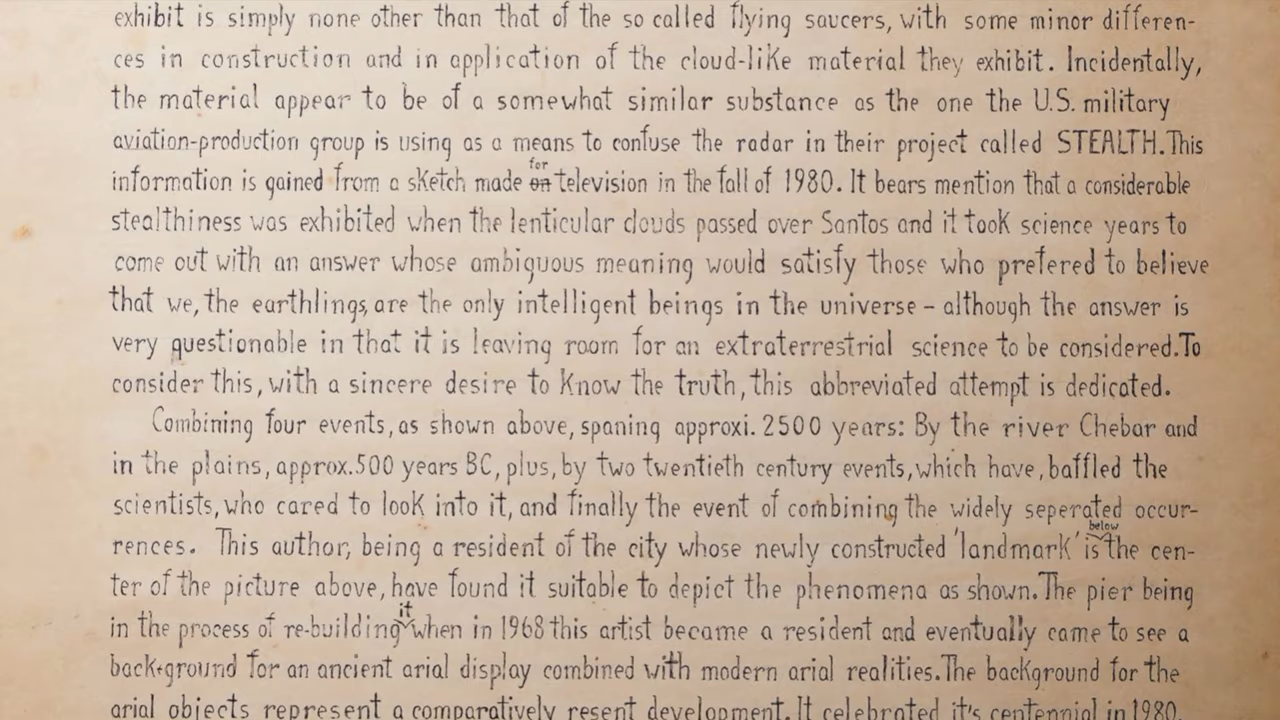 exhibit is simply none other than that of the so called flying saucers, with some minor differen-
ces in construction and in application of the cloud-like material they exhibit. Incidentally,
the material appear to be of a somewhat similar substance as the one the U.S. military
aviation-production group is using as a means to confuse the radar in their project called STEALTH. This
information is gained from a sketch made on for television in the fall of 1980. It bears mention that a considerable
stealthiness was exhibited when the lenticular clouds passed over Santos and it took science years to
come out with an answer whose ambiguous meaning would satisfy those who prefered to believe
that we, the earthlings, are the only intelligent beings in the universe - although the answer is
very questionable in that it is leaving room for an extraterrestrial science to be considered. To
consider this, with a sincere desire to know the truth, this abbreviated attempt is dedicated.
Combining four events, as shown above, spaning approxi. 2500 years: By the river Chebar and
in the plains, approx. 500 years BC, plus, by two twentieth century events, which have, baffled the
scientists, who cared to look into it, and finally the event of combining the widely seperated occur-
rences. This author, being a resident of the city whose newly constructed 'landmark' is below the cen-
ter of the picture above, have found it suitable to depict the phenomena as shown. The pier being
in the process of re-building it when in 1968 this artist became a resident and eventually came to see a
back-ground for an ancient arial display combined with modern arial realities. The background for the
arial objects represent a comparatively resent development. It celebrated it's centennial in 1980.